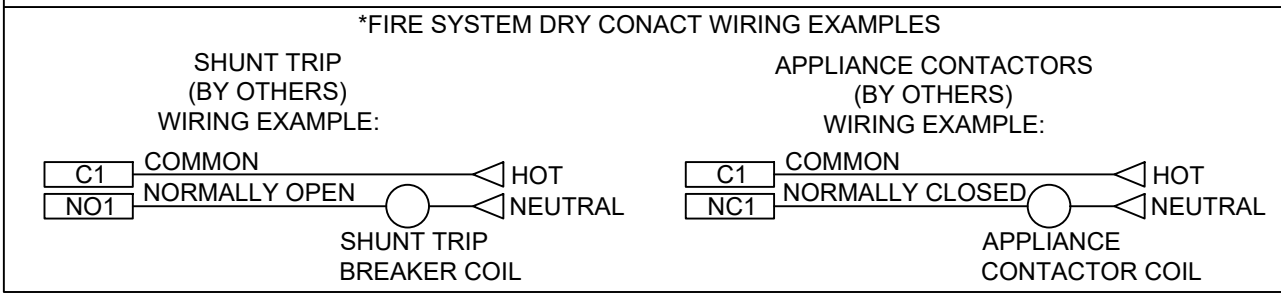 *FIRE SYSTEM DRY CONACT WIRING EXAMPLES
SHUNT TRIP
(BY OTHERS)
WIRING EXAMPLE:
C1 COMMON HOT
NO1 NORMALLY OPEN NEUTRAL
SHUNT TRIP
BREAKER COIL
APPLIANCE CONTACTORS
(BY OTHERS)
WIRING EXAMPLE:
C1 COMMON HOT
NC1 NORMALLY CLOSED NEUTRAL
APPLIANCE
CONTACTOR COIL